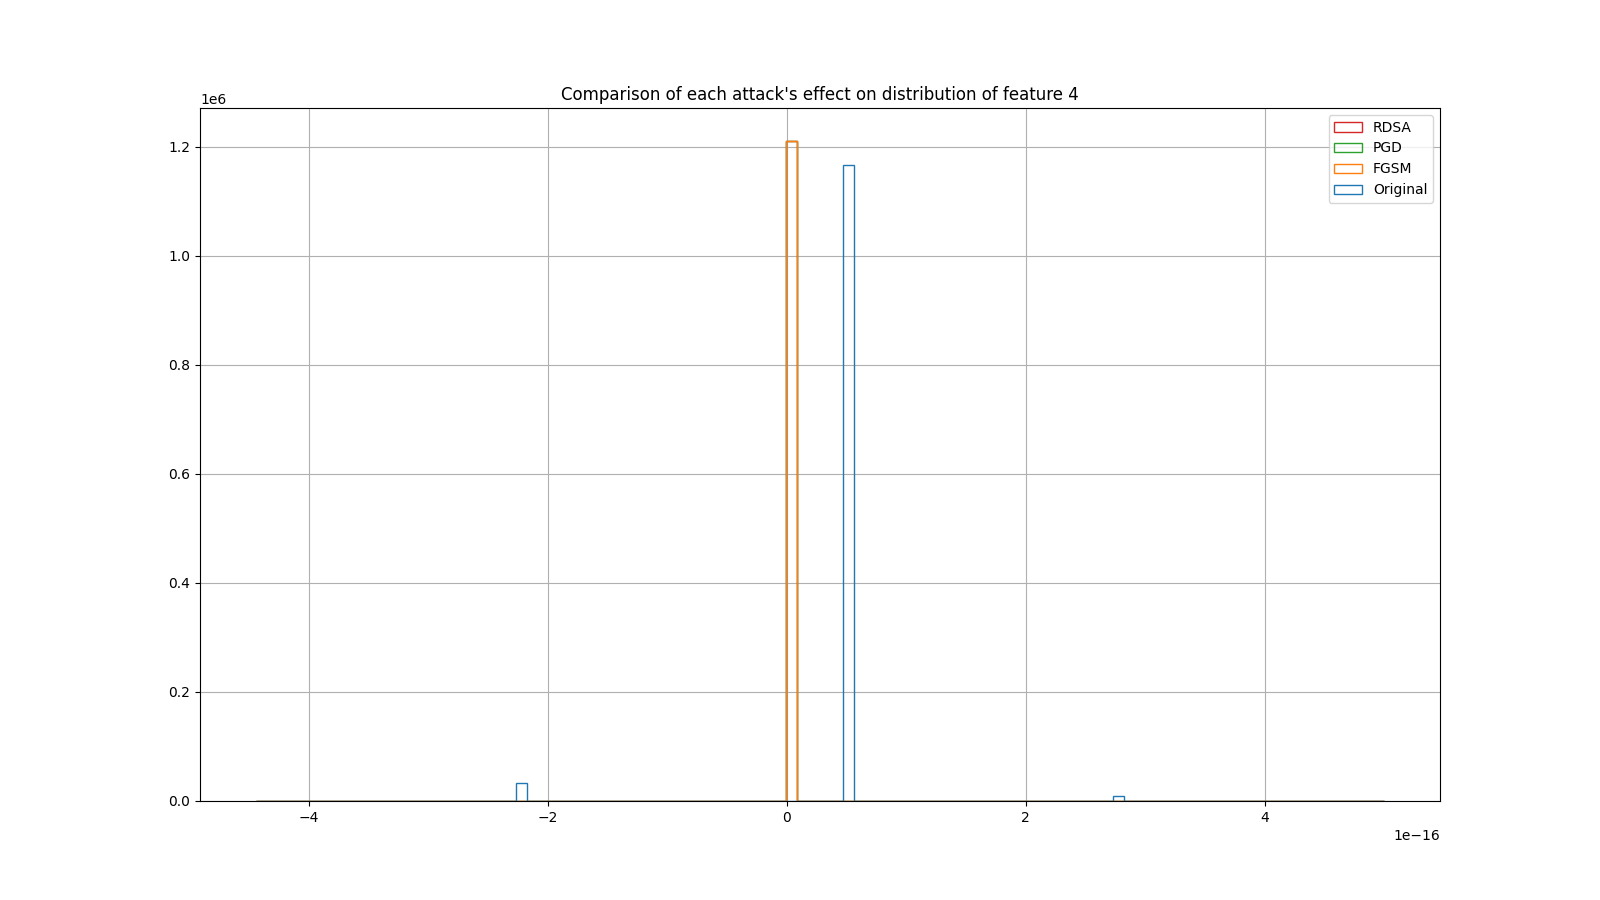 Comparison of each attack's effect on distribution of feature 4
1e6
RDSA
PGD
FGSM
Original
1.2
1.0
0.8
0.6
0.4
0.2
0.0
−4 −2 0 2 4
1e−16